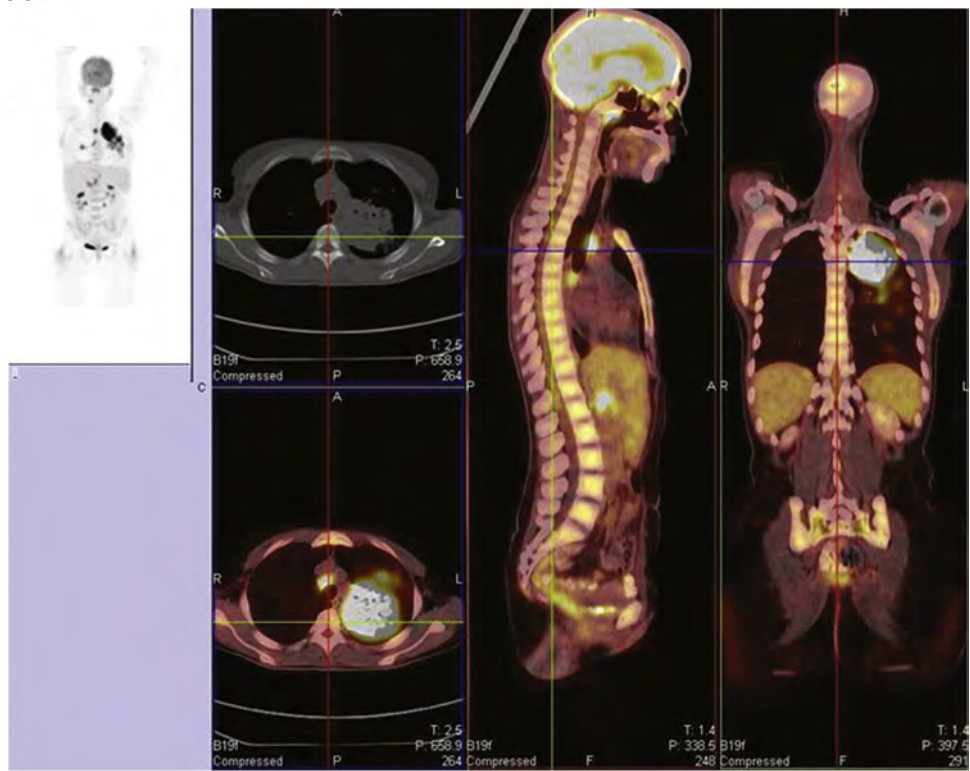 A
R
L
T: 2.5
B19f
P: 658.9
Compressed
P
264
A
R
L
T: 2.5
B19f
P: 658.9
Compressed
P
264
H
P
A
T: 1.4
B19f
P: 338.5
Compressed
F
248
H
R
L
T: 1.4
B19f
P: 397.5
Compressed
F
291